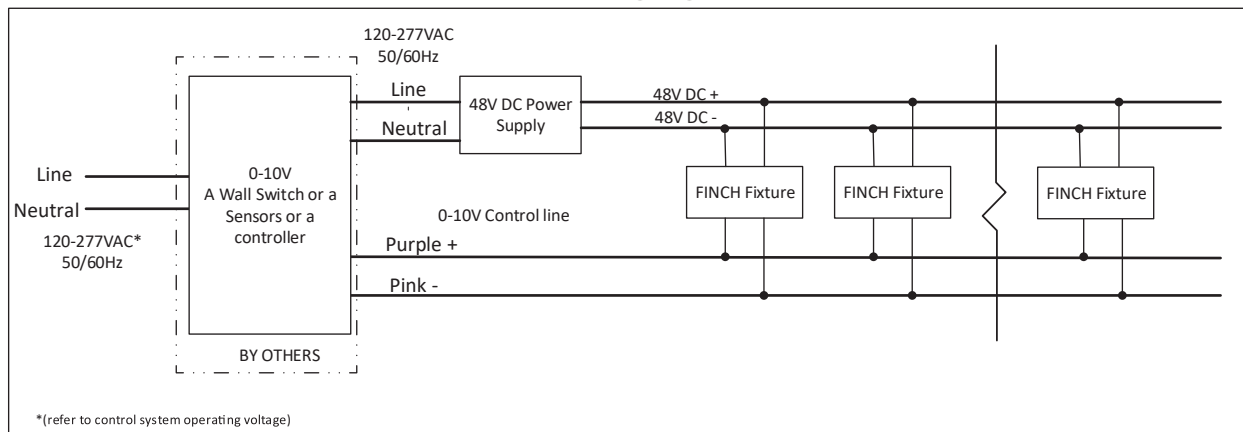 120-277VAC
50/60Hz
Line
Neutral
48V DC Power
Supply
48V DC +
48V DC -
Line
Neutral
120-277VAC*
50/60Hz
0-10V
A Wall Switch or a
Sensors or a
controller
0-10V Control line
Purple +
Pink -
FINCH Fixture
FINCH Fixture
FINCH Fixture
BY OTHERS
*(refer to control system operating voltage)